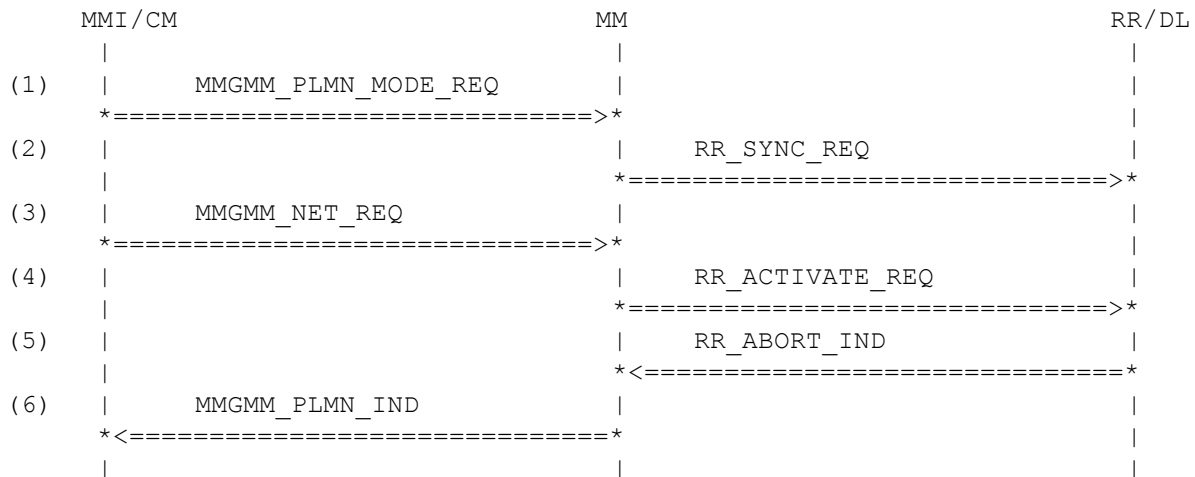 MMI/CM MM RR/DL
| | |
(1) | MMGMM_PLMN_MODE_REQ | |
*==============================>* |
(2) | | RR_SYNC_REQ |
| *==============================>*
(3) | MMGMM_NET_REQ | |
*==============================>* |
(4) | | RR_ACTIVATE_REQ |
| *==============================>*
(5) | | RR_ABORT_IND |
| *<==============================*
(6) | MMGMM_PLMN_IND | |
*<==============================* |
| | |